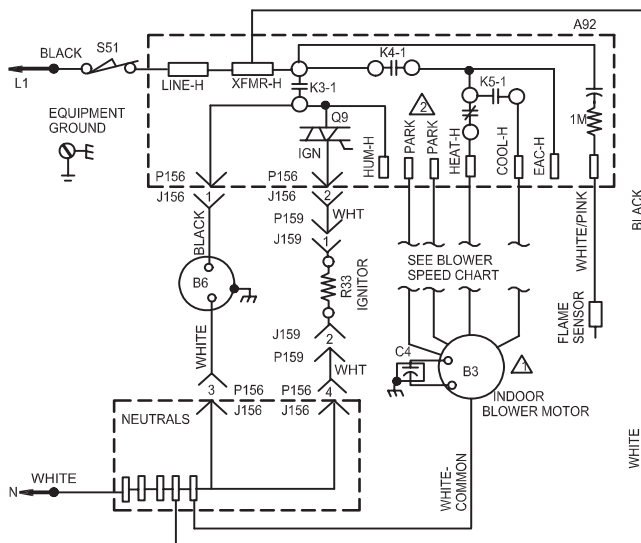 A92
BLACK
S51
K4-1
L1
LINE-H
XFMR-H
K3-1
K5-1
EQUIPMENT
GROUND
2
Q9
1M
IGN
HUM-H
PARK
PARK
HEAT-H
COOL-H
EAC-H
P156
P156
J156
1
J156
2
WHT
P159
J159
1
BLACK
WHITE/PINK
BLACK
SEE BLOWER
SPEED CHART
B6
R33
IGNITOR
FLAME
SENSOR
J159
2
P159
WHT
WHITE
C4
B3
1
INDOOR
BLOWER MOTOR
3
P156
P156
4
J156
J156
NEUTRALS
WHITE-
COMMON
WHITE
N
WHITE